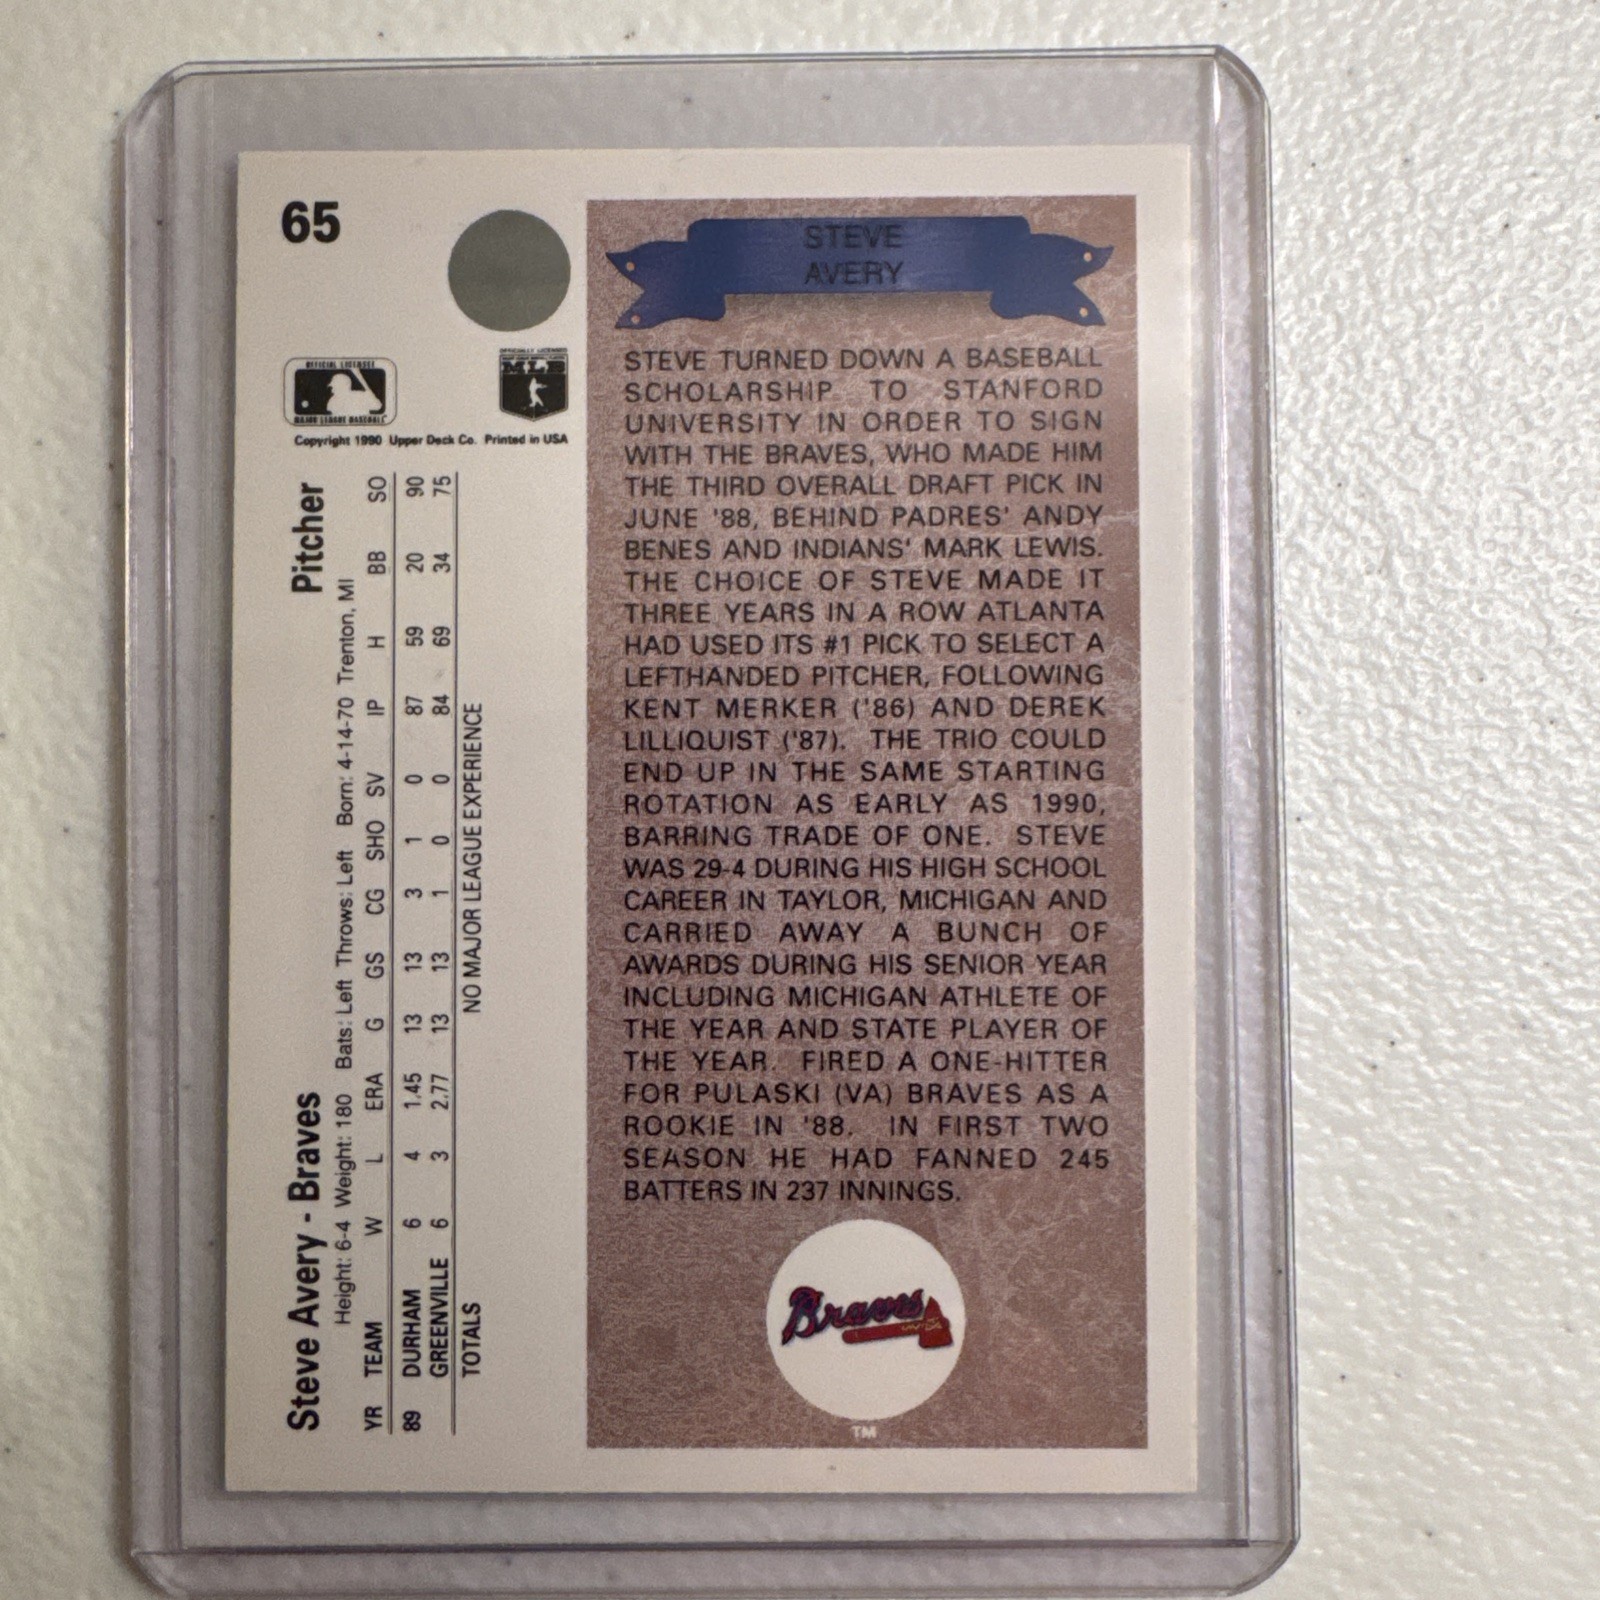 65
OFFICIAL LICENSEE
MAJOR LEAGUE BASEBALL
OFFICIALLY LICENSED
MLB
Copyright 1990 Upper Deck Co. Printed in USA
Steve Avery - Braves Pitcher
Height: 6-4 Weight: 180 Bats: Left Throws: Left Born: 4-14-70 Trenton, MI
YR TEAM W L ERA G GS CG SHO SV IP H BB SO
89 DURHAM 6 4 1.45 13 13 3 1 0 87 59 20 90
GREENVILLE 6 3 2.77 13 13 1 0 0 84 69 34 75
TOTALS NO MAJOR LEAGUE EXPERIENCE
STEVE
AVERY
STEVE TURNED DOWN A BASEBALL
SCHOLARSHIP TO STANFORD
UNIVERSITY IN ORDER TO SIGN
WITH THE BRAVES, WHO MADE HIM
THE THIRD OVERALL DRAFT PICK IN
JUNE '88, BEHIND PADRES' ANDY
BENES AND INDIANS' MARK LEWIS.
THE CHOICE OF STEVE MADE IT
THREE YEARS IN A ROW ATLANTA
HAD USED ITS #1 PICK TO SELECT A
LEFTHANDED PITCHER, FOLLOWING
KENT MERKER ('86) AND DEREK
LILLIQUIST ('87). THE TRIO COULD
END UP IN THE SAME STARTING
ROTATION AS EARLY AS 1990,
BARRING TRADE OF ONE. STEVE
WAS 29-4 DURING HIS HIGH SCHOOL
CAREER IN TAYLOR, MICHIGAN AND
CARRIED AWAY A BUNCH OF
AWARDS DURING HIS SENIOR YEAR
INCLUDING MICHIGAN ATHLETE OF
THE YEAR AND STATE PLAYER OF
THE YEAR. FIRED A ONE-HITTER
FOR PULASKI (VA) BRAVES AS A
ROOKIE IN '88. IN FIRST TWO
SEASON HE HAD FANNED 245
BATTERS IN 237 INNINGS.
Braves
TM